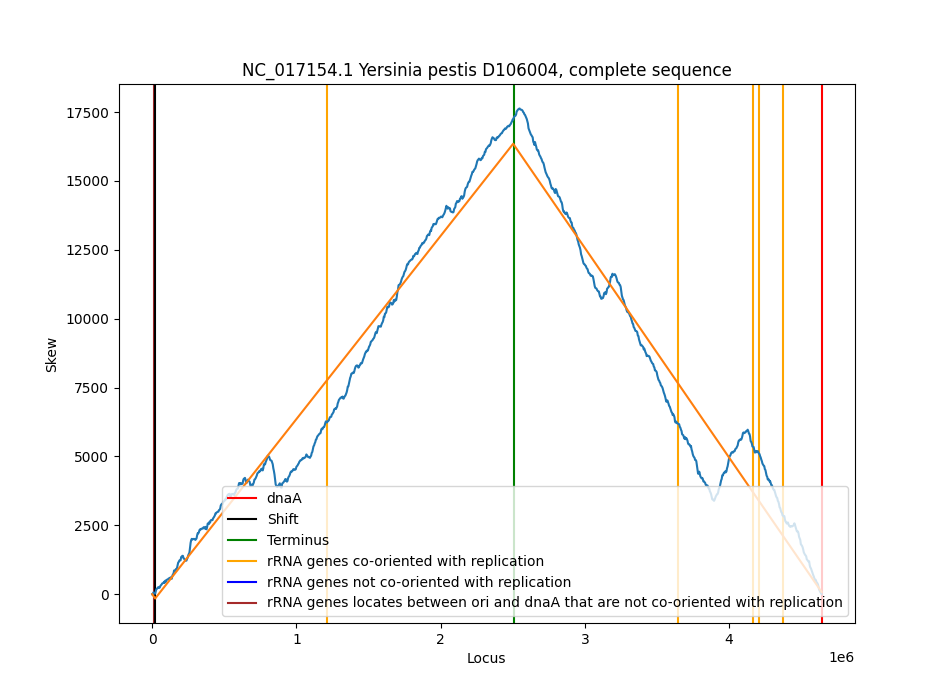 NC_017154.1 Yersinia pestis D106004, complete sequence
17500
15000
12500
10000
7500
5000
2500
0
Skew
dnaA
Shift
Terminus
rRNA genes co-oriented with replication
rRNA genes not co-oriented with replication
rRNA genes locates between ori and dnaA that are not co-oriented with replication
0 1 2 3 4
1e6
Locus